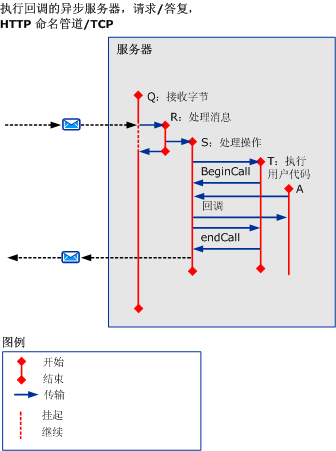 执行回调的异步服务器，请求/答复，
HTTP 命名管道/TCP
服务器
Q：接收字节
R：处理消息
S：处理操作
T：执行
用户代码
BeginCall
A
回调
endCall
图例
开始
结束
传输
挂起
继续